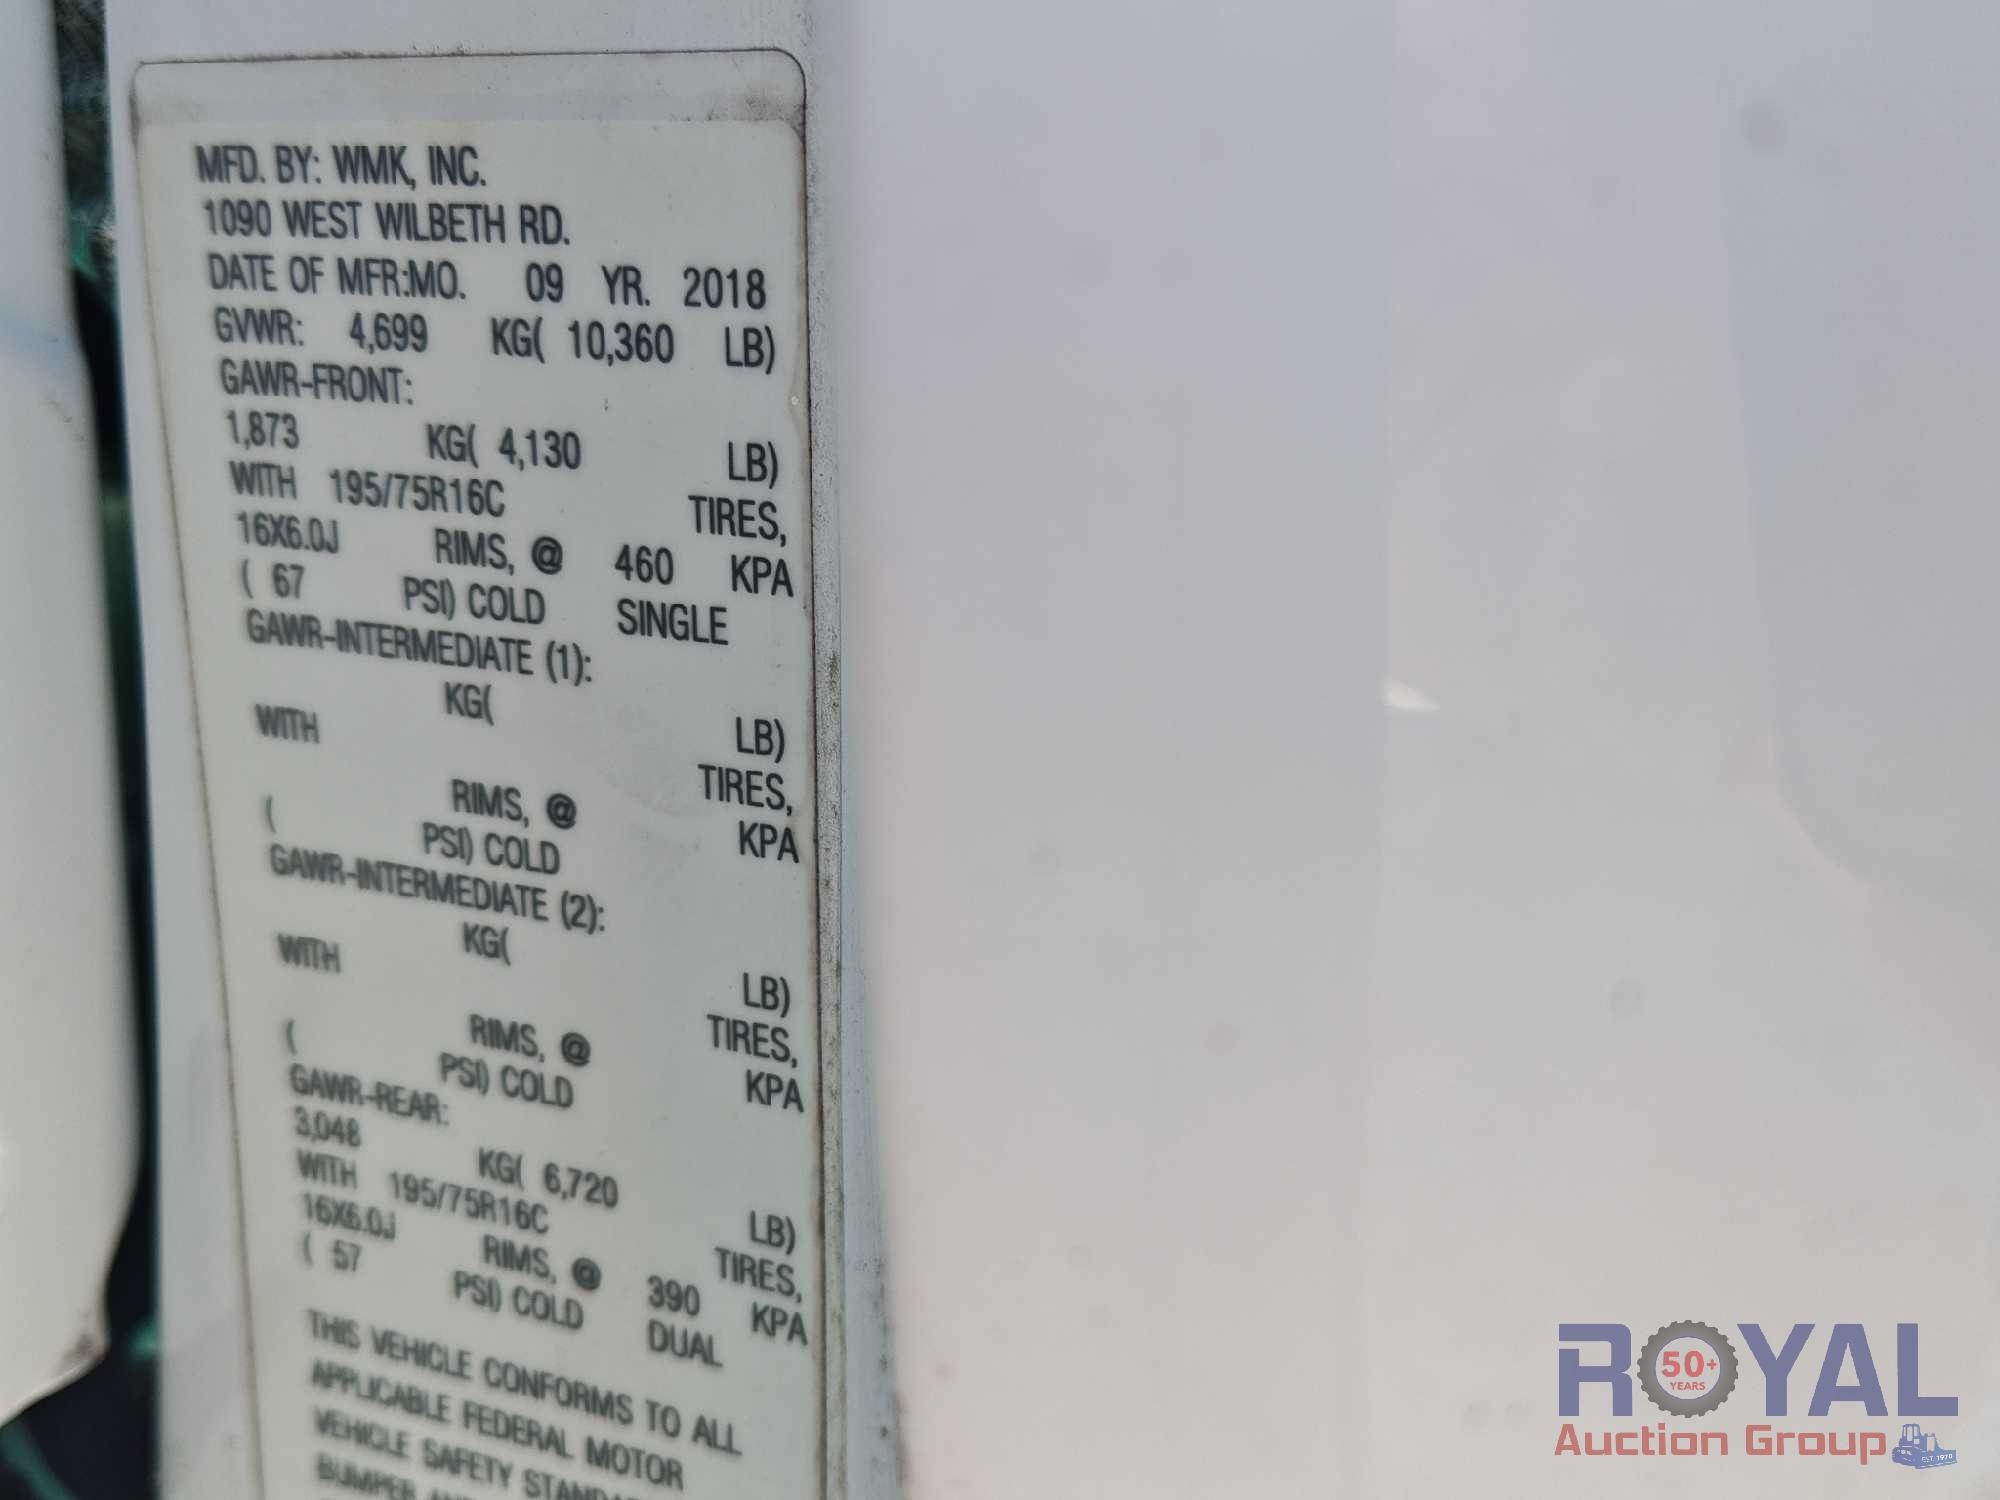 MFD. BY: WMK, INC.
1090 WEST WILBETH RD.
DATE OF MFR:MO. 09 YR. 2018
GVWR: 4,699 KG( 10,360 LB)
GAWR-FRONT:
1,873 KG( 4,130 LB)
WITH 195/75R16C TIRES,
16X6.0J RIMS, @ 460 KPA
( 67 PSI) COLD SINGLE
GAWR-INTERMEDIATE (1):
KG( LB)
WITH TIRES,
RIMS, @ KPA
( PSI) COLD
GAWR-INTERMEDIATE (2):
KG( LB)
WITH TIRES,
RIMS, @ KPA
( PSI) COLD
GAWR-REAR:
3,048 KG( 6,720 LB)
WITH 195/75R16C TIRES,
16X6.0J RIMS, @ 390 KPA
( 57 PSI) COLD DUAL
THIS VEHICLE CONFORMS TO ALL
APPLICABLE FEDERAL MOTOR
VEHICLE SAFETY
BUMPER
ROYAL
50+
YEARS
Auction Group
EST. 1970